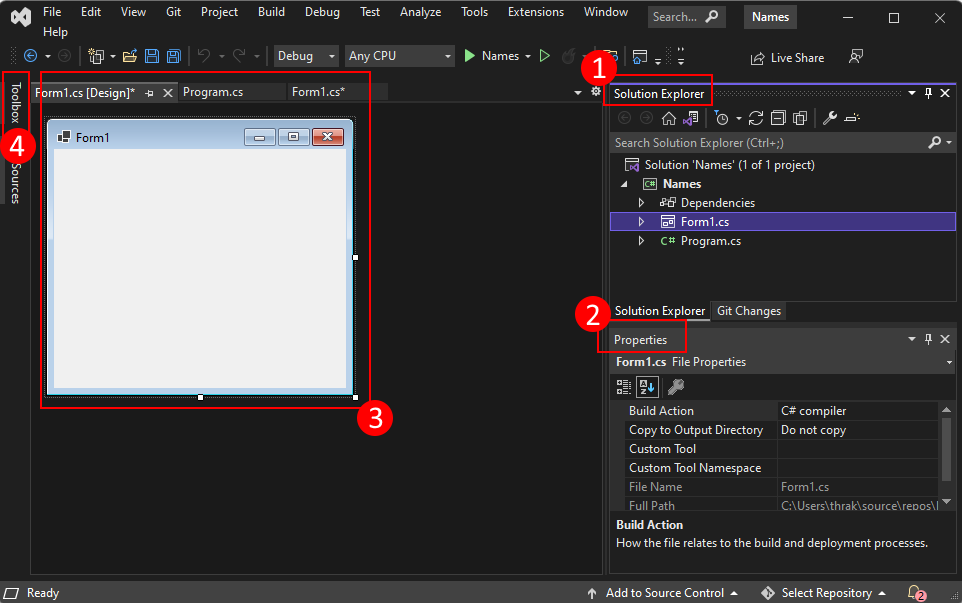 File Edit View Git Project Build Debug Test Analyze Tools Extensions Window Search... Names
Help
Debug Any CPU Names Live Share
1
Toolbox
Form1.cs [Design]* Program.cs Form1.cs*
Solution Explorer
4
Sources
Form1
Search Solution Explorer (Ctrl+;)
Solution 'Names' (1 of 1 project)
C# Names
Dependencies
Form1.cs
C# Program.cs
2
Solution Explorer Git Changes
Properties
Form1.cs File Properties
3
Build Action C# compiler
Copy to Output Directory Do not copy
Custom Tool
Custom Tool Namespace
File Name Form1.cs
Full Path C:\Users\thrak\source\repos\
Build Action
How the file relates to the build and deployment processes.
Ready Add to Source Control Select Repository 2